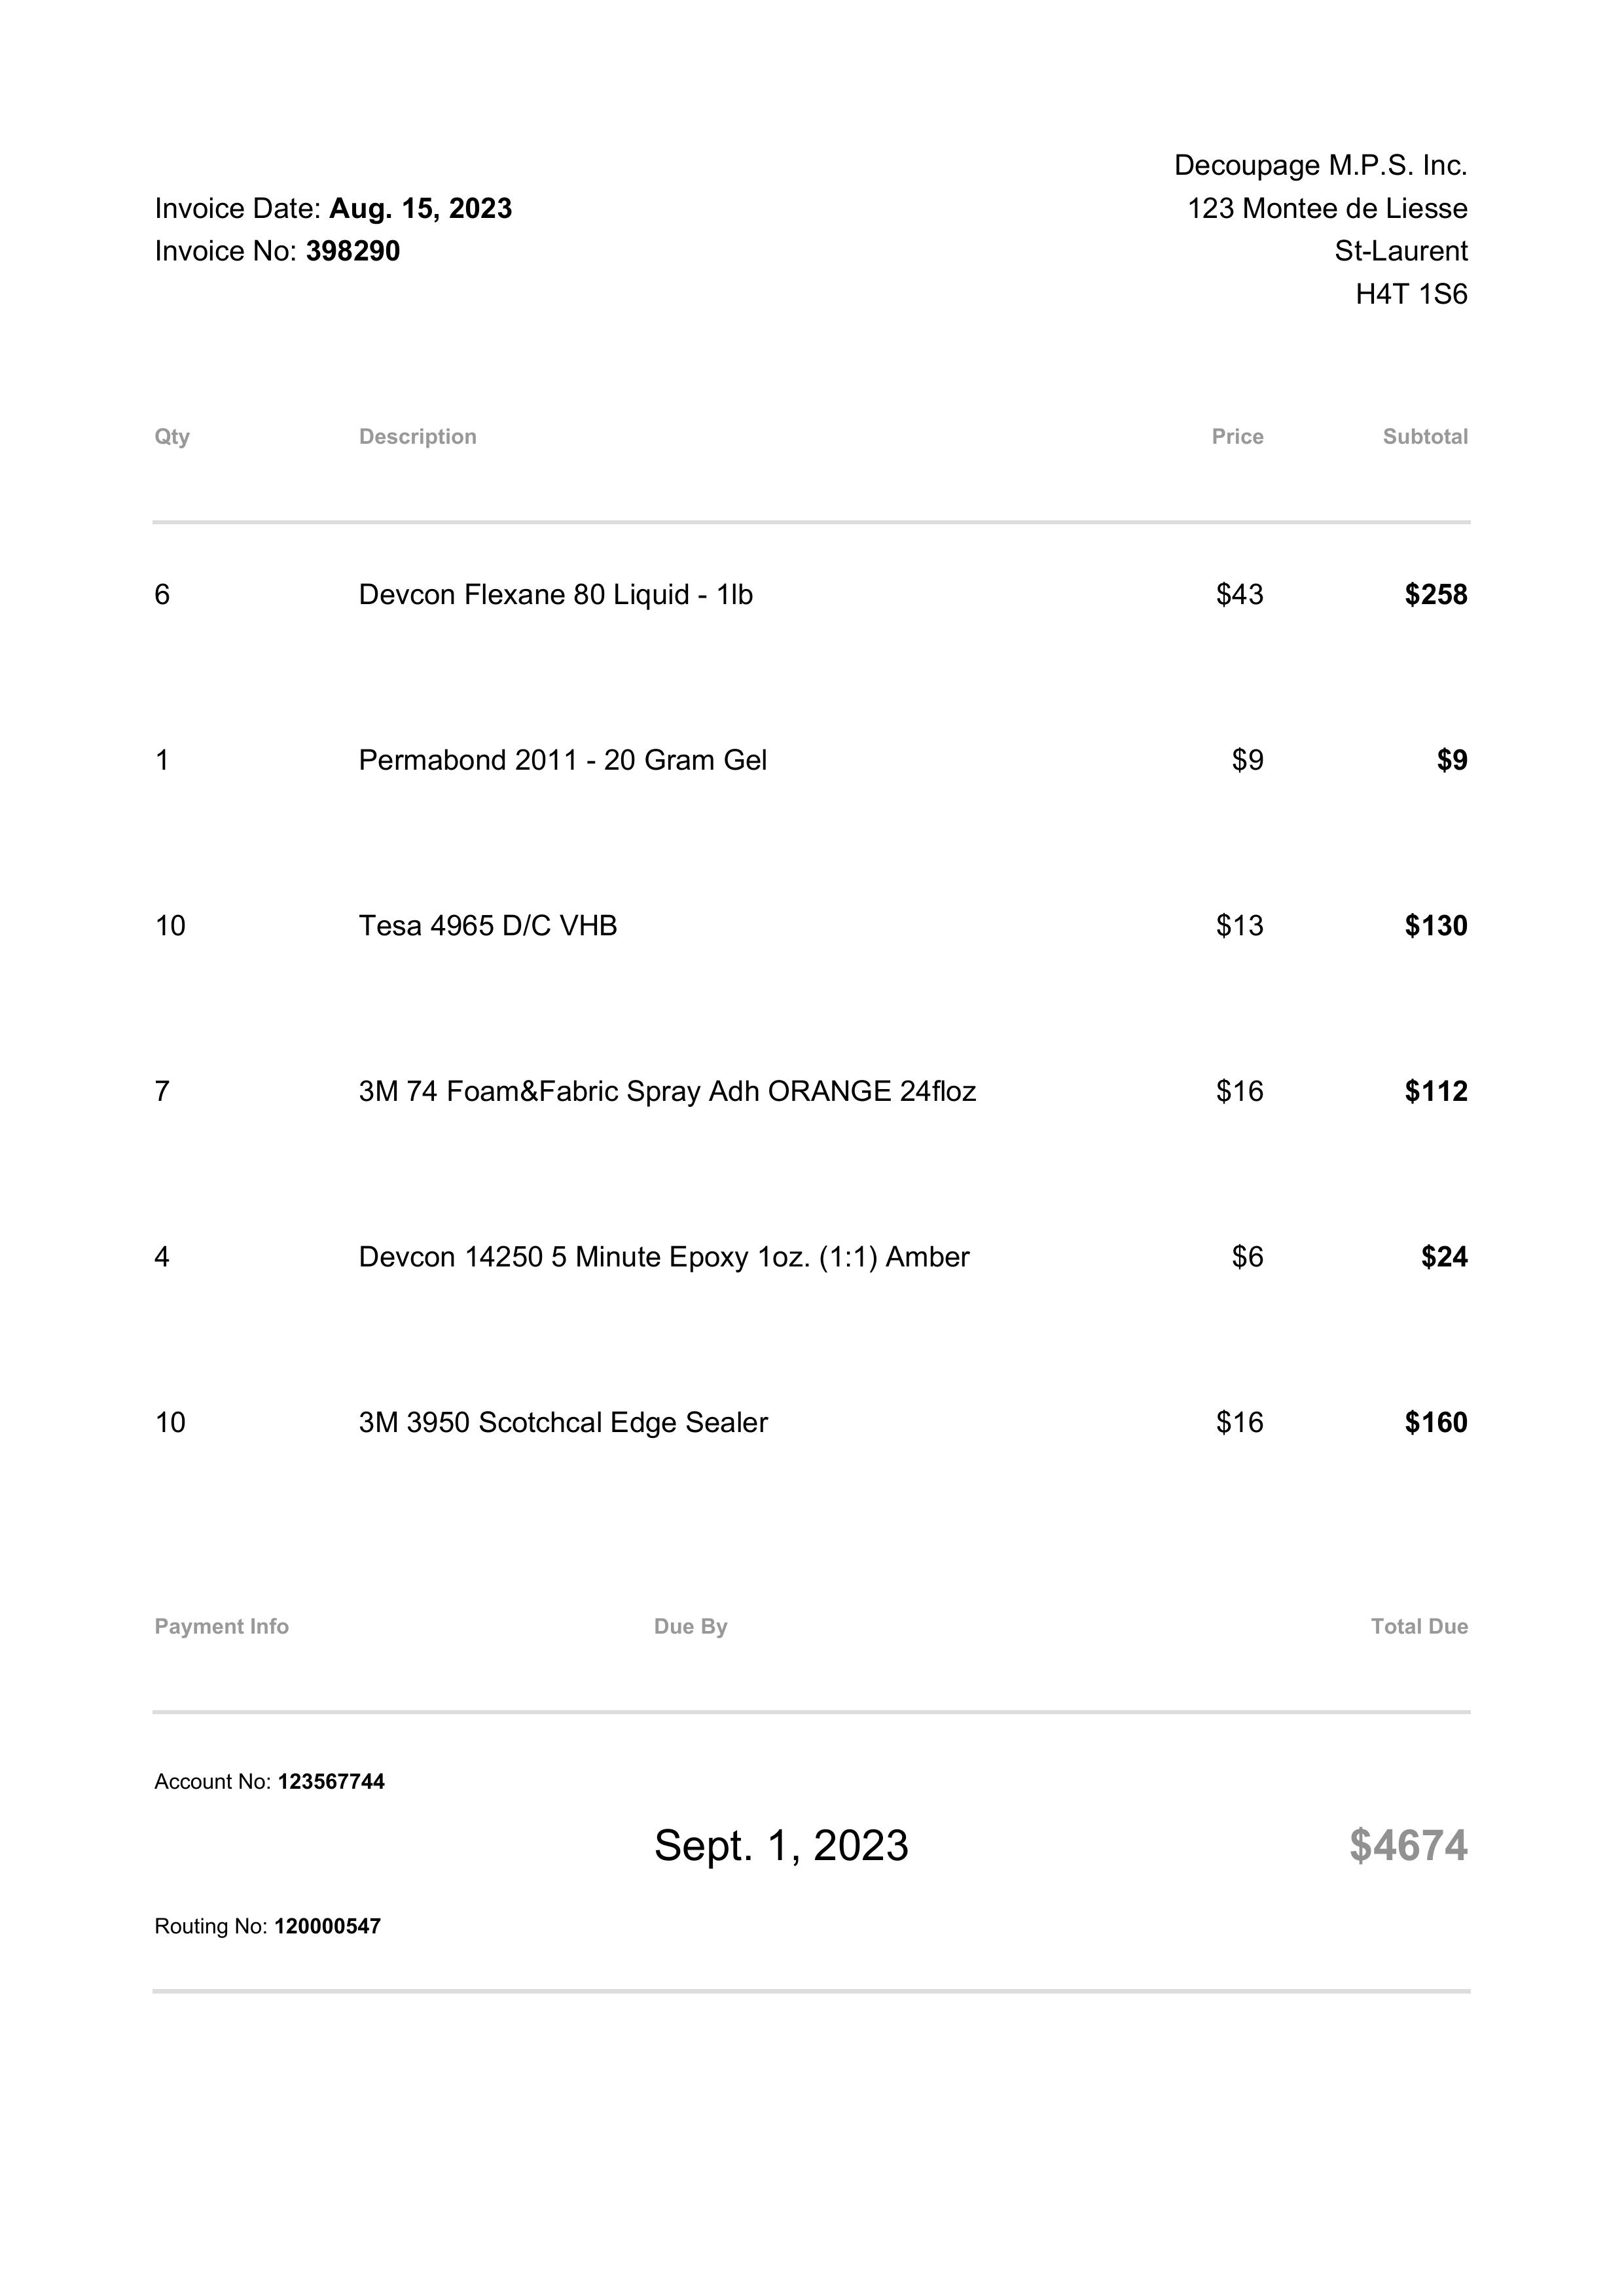 Decoupage M.P.S. Inc.
Invoice Date: Aug. 15, 2023 123 Montee de Liesse
Invoice No: 398290 St-Laurent
H4T 1S6
Qty Description Price Subtotal
6 Devcon Flexane 80 Liquid - 1lb $43 $258
1 Permabond 2011 - 20 Gram Gel $9 $9
10 Tesa 4965 D/C VHB $13 $130
7 3M 74 Foam&Fabric Spray Adh ORANGE 24floz $16 $112
4 Devcon 14250 5 Minute Epoxy 1oz. (1:1) Amber $6 $24
10 3M 3950 Scotchcal Edge Sealer $16 $160
Payment Info Due By Total Due
Account No: 123567744
Sept. 1, 2023 $4674
Routing No: 120000547